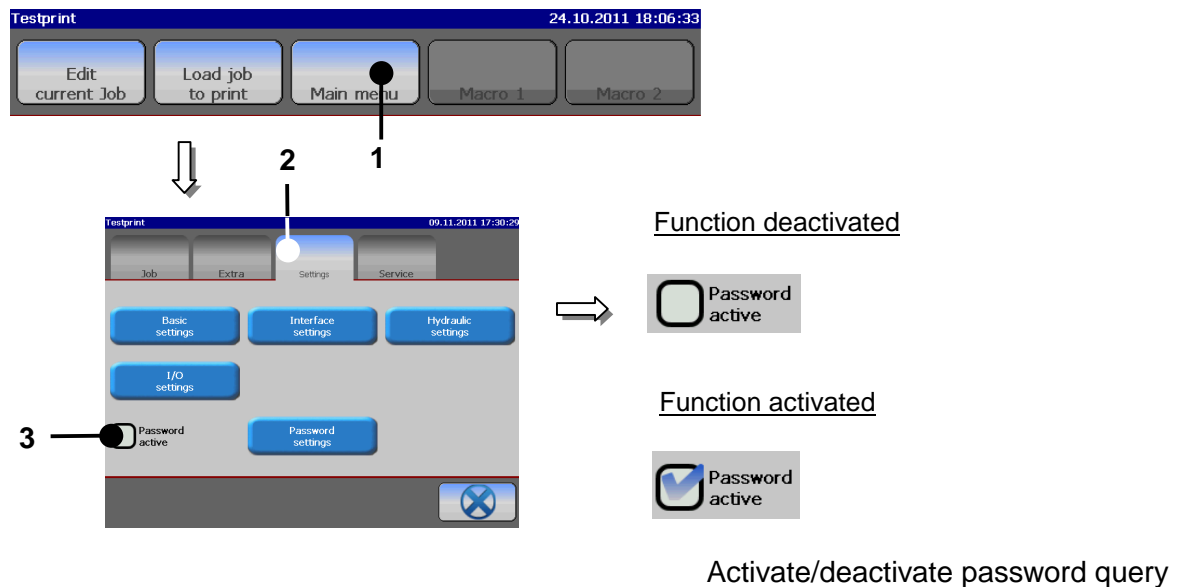 Testprint 24.10.2011 18:06:33
Edit
current Job
Load job
to print
Main menu
Macro 1
Macro 2
2
1
Testprint 09.11.2011 17:30:29
Job Extra Settings Service
Basic
settings
Interface
settings
Hydraulic
settings
I/O
settings
3
Password
active
Password
settings
Function deactivated
Password
active
Function activated
Password
active
Activate/deactivate password query